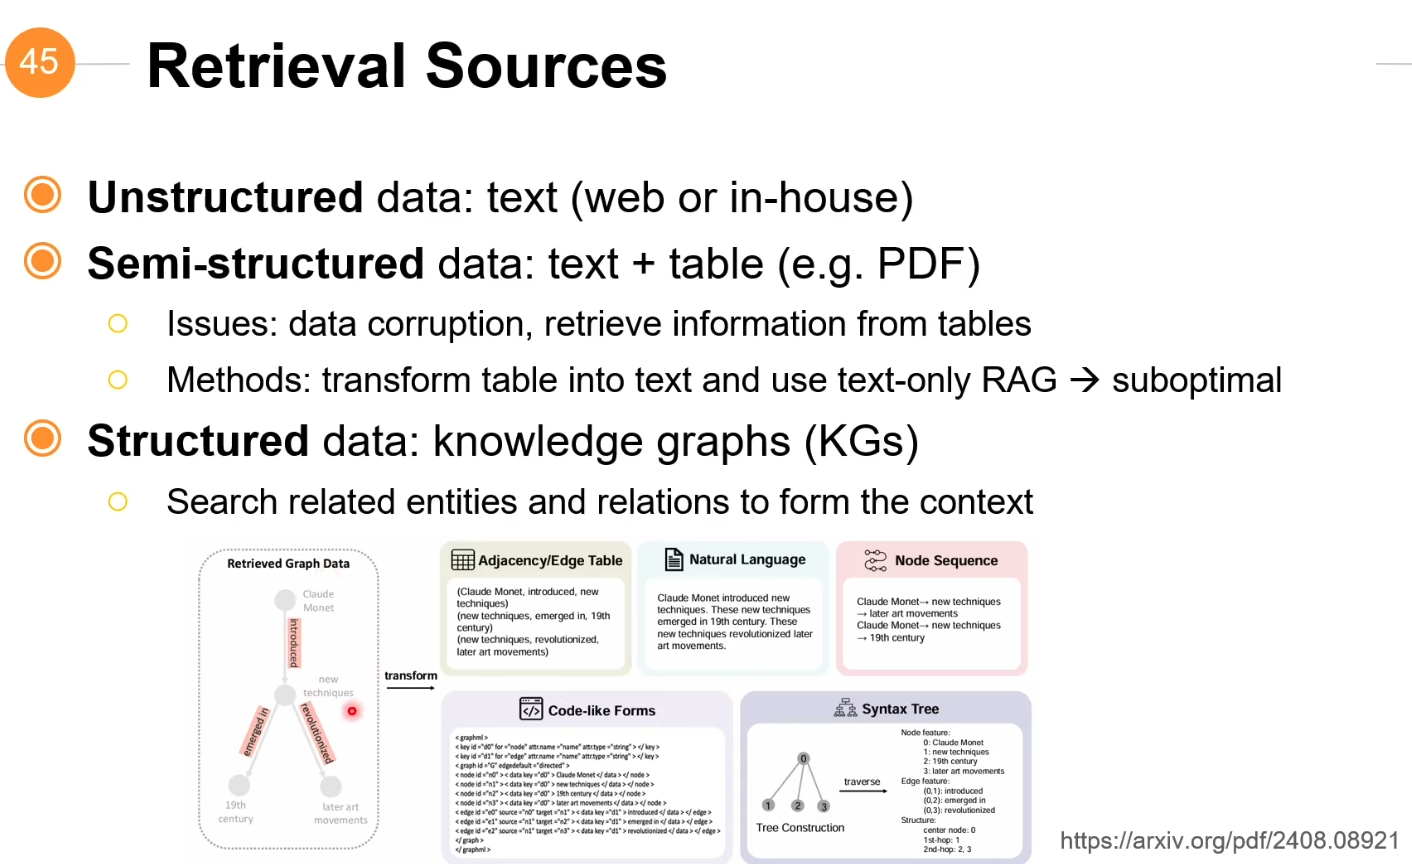 45
Retrieval Sources
Unstructured data: text (web or in-house)
Semi-structured data: text + table (e.g. PDF)
Issues: data corruption, retrieve information from tables
Methods: transform table into text and use text-only RAG → suboptimal
Structured data: knowledge graphs (KGs)
Search related entities and relations to form the context
Retrieved Graph Data
Claude
Monet
introduced
new
techniques
emerged in
revolutionized
19th
century
later art
movements
transform
Adjacency/Edge Table
(Claude Monet, introduced, new
techniques)
(new techniques, emerged in, 19th
century)
(new techniques, revolutionized,
later art movements)
Natural Language
Claude Monet introduced new
techniques. These new techniques
emerged in 19th century. These
new techniques revolutionized later
art movements.
Node Sequence
Claude Monet→ new techniques
→ later art movements
Claude Monet→ new techniques
→ 19th century
Code-like Forms
< graphml >
< key id ="d0" for ="node" attr.name ="name" attr.type ="string" > </ key >
< key id ="d1" for ="edge" attr.name ="name" attr.type ="string" > </ key >
< graph id ="G" edgedefault ="directed" >
< node id ="n0" > < data key ="d0" > Claude Monet </ data > </ node >
< node id ="n1" > < data key ="d0" > new techniques </ data > </ node >
< node id ="n2" > < data key ="d0" > 19th century </ data > </ node >
< node id ="n3" > < data key ="d0" > later art movements </ data > </ node >
< edge id ="e0" source ="n0" target ="n1" > < data key ="d1" > introduced </ data > </ edge >
< edge id ="e1" source ="n1" target ="n2" > < data key ="d1" > emerged in </ data > </ edge >
< edge id ="e2" source ="n1" target ="n3" > < data key ="d1" > revolutionized </ data > </ edge >
</ graph >
</ graphml >
Syntax Tree
0
1
2
3
Tree Construction
traverse
Node feature:
0: Claude Monet
1: new techniques
2: 19th century
3: later art movements
Edge feature:
(0,1): introduced
(0,2): emerged in
(0,3): revolutionized
Structure:
center node: 0
1st-hop: 1
2nd-hop: 2, 3
https://arxiv.org/pdf/2408.08921